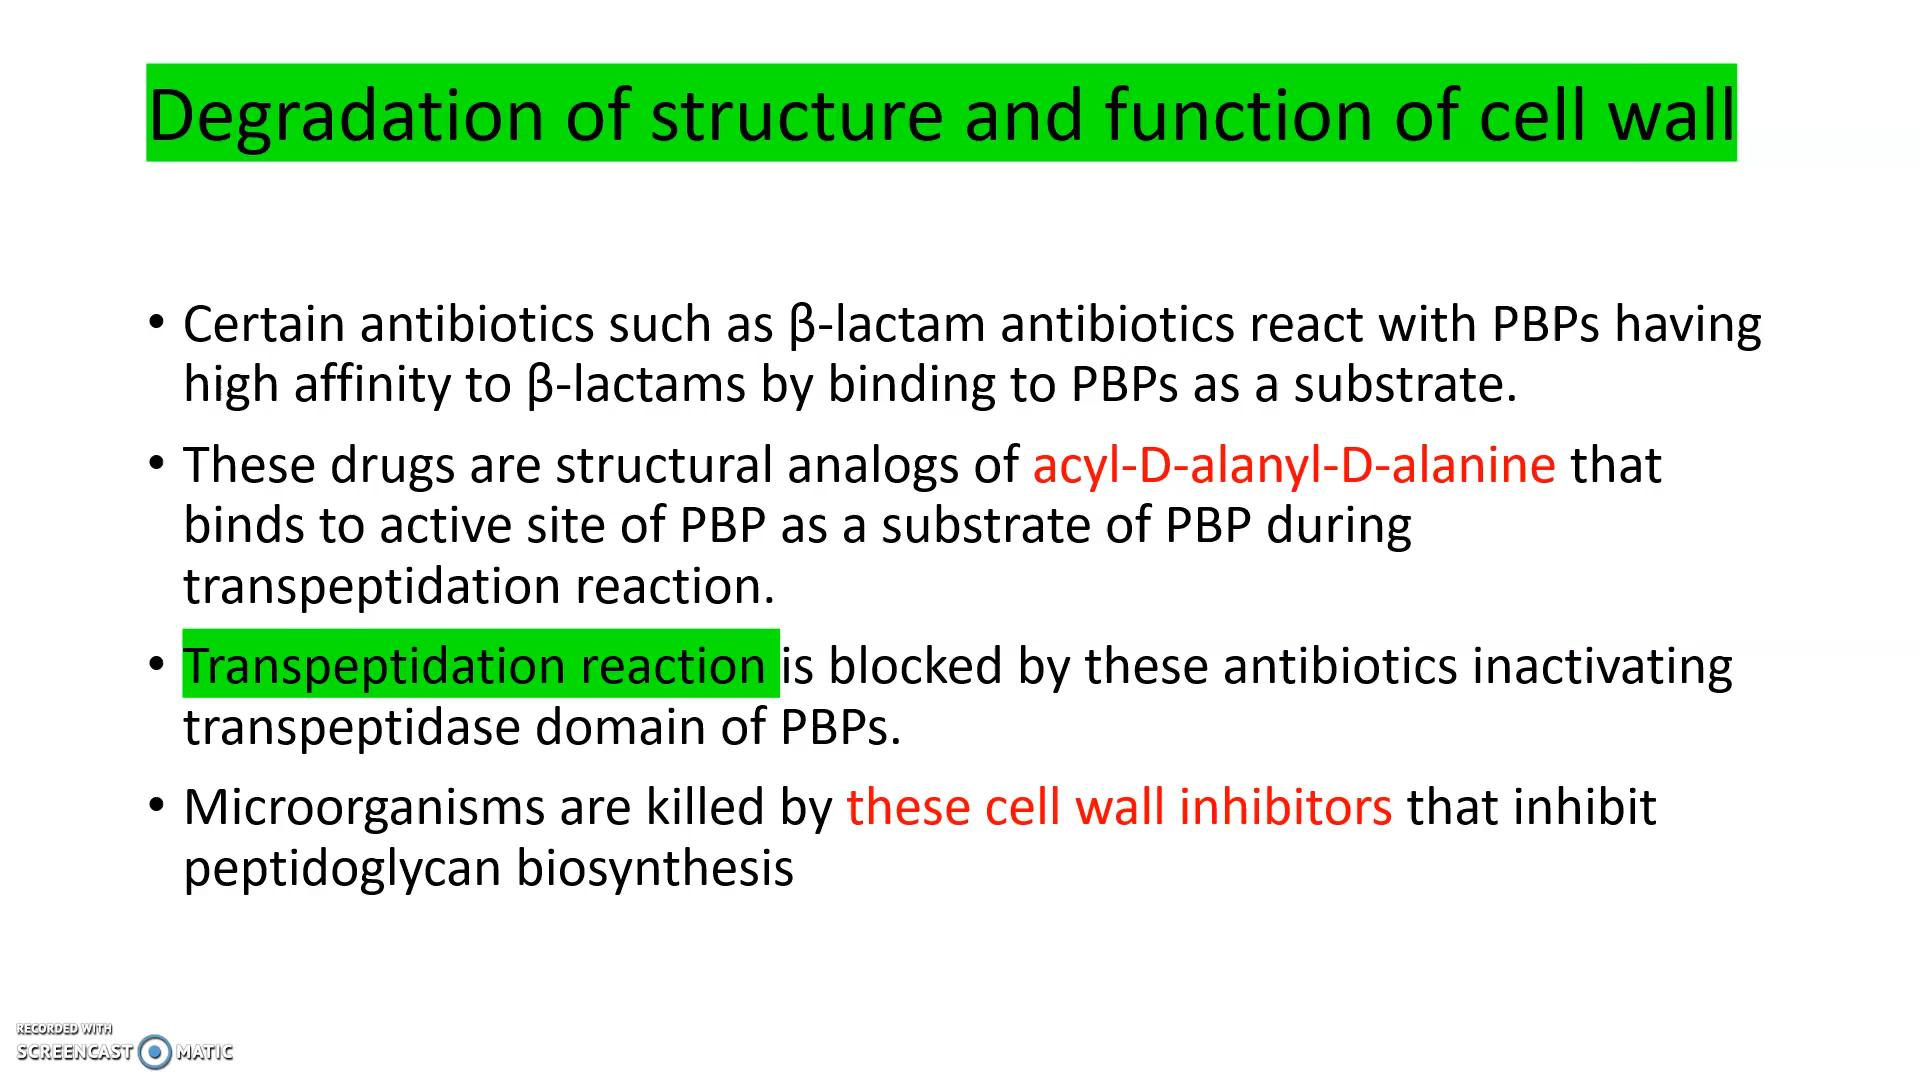 Degradation of structure and function of cell wall
• Certain antibiotics such as β-lactam antibiotics react with PBPs having
high affinity to β-lactams by binding to PBPs as a substrate.
• These drugs are structural analogs of acyl-D-alanyl-D-alanine that
binds to active site of PBP as a substrate of PBP during
transpeptidation reaction.
• Transpeptidation reaction is blocked by these antibiotics inactivating
transpeptidase domain of PBPs.
• Microorganisms are killed by these cell wall inhibitors that inhibit
peptidoglycan biosynthesis
RECORDED WITH
SCREENCAST MATIC